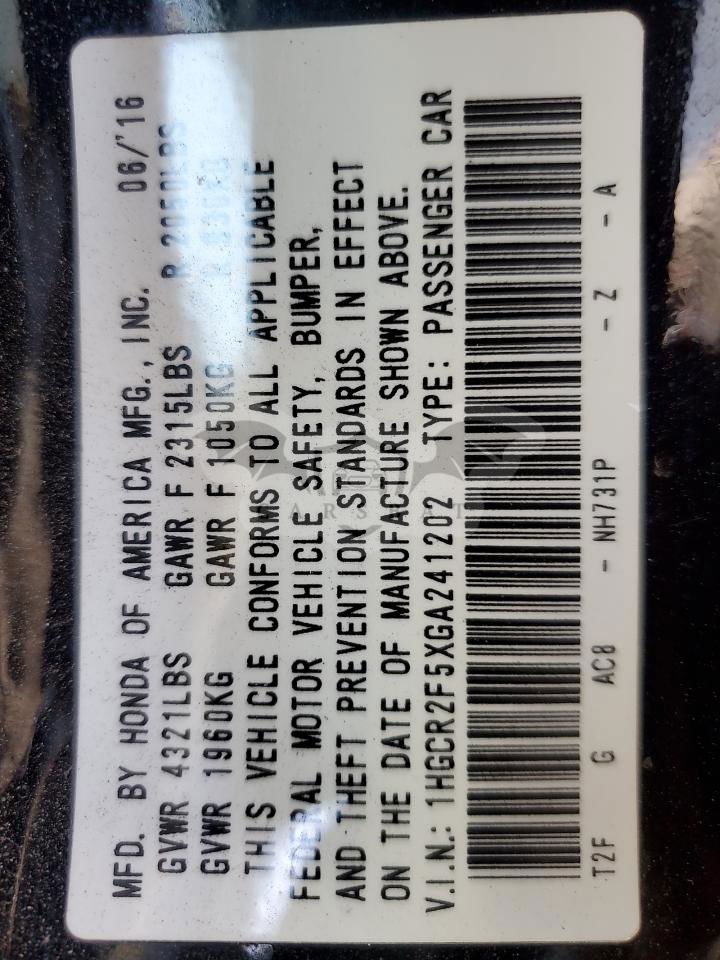 MFD. BY HONDA OF AMERICA MFG., INC. 06/'16
GVWR 4321LBS GAWR F 2315LBS R 2050LBS
GVWR 1960KG GAWR F 1050KG R
THIS VEHICLE CONFORMS TO ALL APPLICABLE
FEDERAL MOTOR VEHICLE SAFETY, BUMPER,
AND THEFT PREVENTION STANDARDS IN EFFECT
ON THE DATE OF MANUFACTURE SHOWN ABOVE.
V.I.N.: 1HGCR2F5XGA241202 TYPE: PASSENGER CAR
T2F G AC8 - NH731P - Z - A